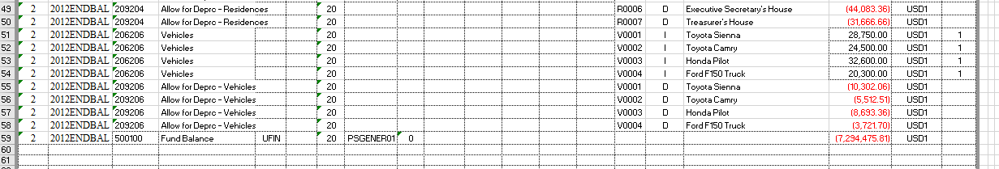 49 2 2012ENDBAL 209204 Allow for Deprc - Residences 20 R0006 D Executive Secretary's House (44,083.36) USD1
50 2 2012ENDBAL 209204 Allow for Deprc - Residences 20 R0007 D Treasurer's House (31,666.66) USD1
51 2 2012ENDBAL 206206 Vehicles 20 V0001 I Toyota Sienna 28,750.00 USD1 1
52 2 2012ENDBAL 206206 Vehicles 20 V0002 I Toyota Camry 24,500.00 USD1 1
53 2 2012ENDBAL 206206 Vehicles 20 V0003 I Honda Pilot 32,600.00 USD1 1
54 2 2012ENDBAL 206206 Vehicles 20 V0004 I Ford F150 Truck 20,300.00 USD1 1
55 2 2012ENDBAL 209206 Allow for Deprc - Vehicles 20 V0001 D Toyota Sienna (10,302.06) USD1
56 2 2012ENDBAL 209206 Allow for Deprc - Vehicles 20 V0002 D Toyota Camry (5,512.51) USD1
57 2 2012ENDBAL 209206 Allow for Deprc - Vehicles 20 V0003 D Honda Pilot (8,693.36) USD1
58 2 2012ENDBAL 209206 Allow for Deprc - Vehicles 20 V0004 D Ford F150 Truck (3,721.70) USD1
59 2 2012ENDBAL 500100 Fund Balance UFIN 20 PSGENER01 0 (7,294,475.81) USD1
60
61